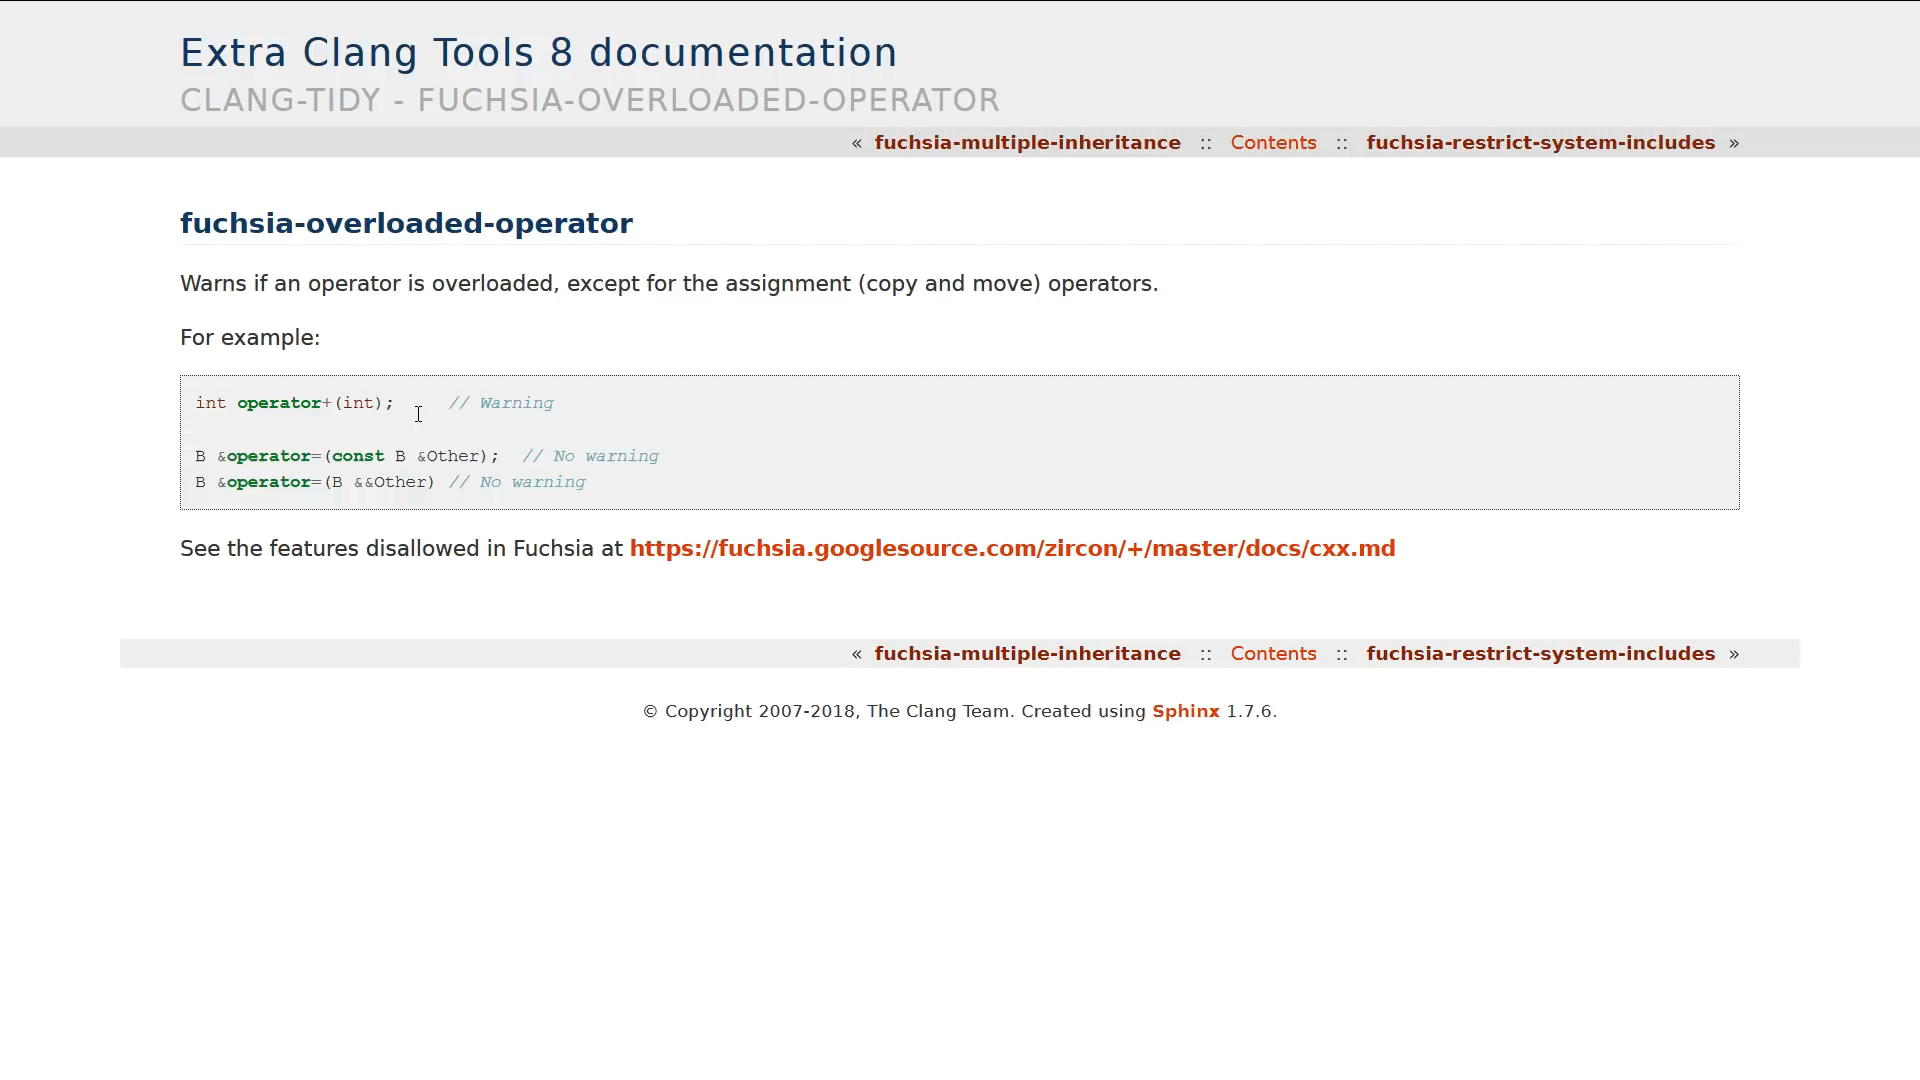 Extra Clang Tools 8 documentation
CLANG-TIDY - FUCHSIA-OVERLOADED-OPERATOR
« fuchsia-multiple-inheritance :: Contents :: fuchsia-restrict-system-includes »
fuchsia-overloaded-operator
Warns if an operator is overloaded, except for the assignment (copy and move) operators.
For example:
int operator+(int);     // Warning
B &operator=(const B &Other);  // No warning
B &operator=(B &&Other) // No warning
See the features disallowed in Fuchsia at https://fuchsia.googlesource.com/zircon/+/master/docs/cxx.md
« fuchsia-multiple-inheritance :: Contents :: fuchsia-restrict-system-includes »
© Copyright 2007-2018, The Clang Team. Created using Sphinx 1.7.6.